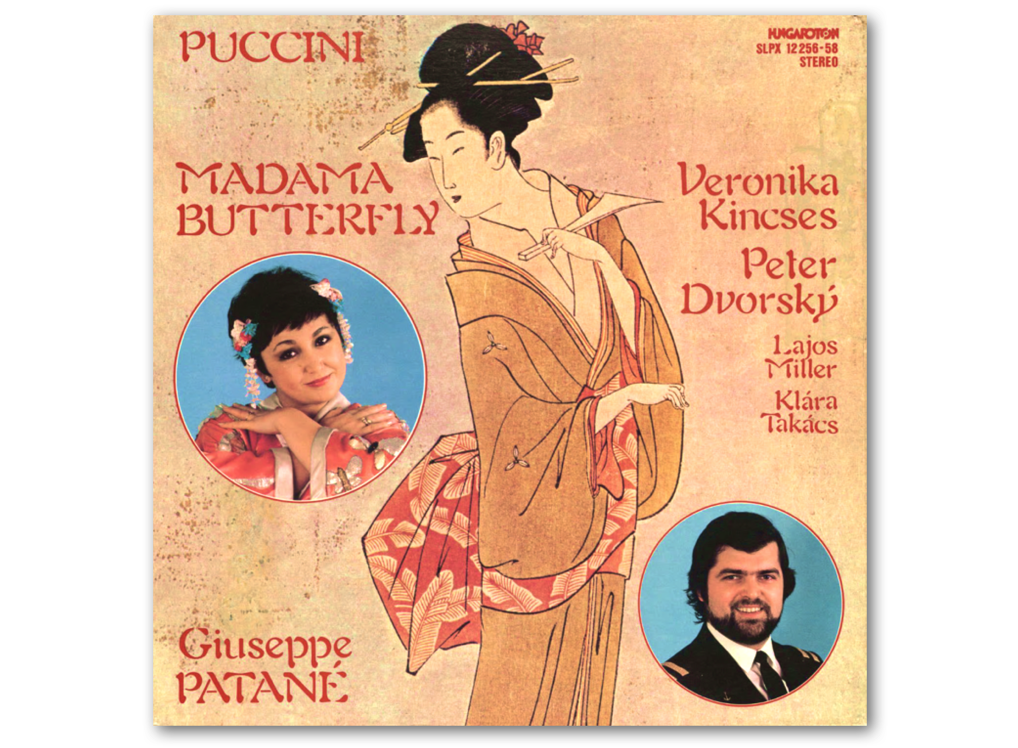 PUCCINI
HUNGAROTON
SLPX 12256-58
STEREO
MADAMA
BUTTERFLY
Veronika
Kincses
Peter
Dvorský
Lajos
Miller
Klára
Takács
Giuseppe
PATANÉ